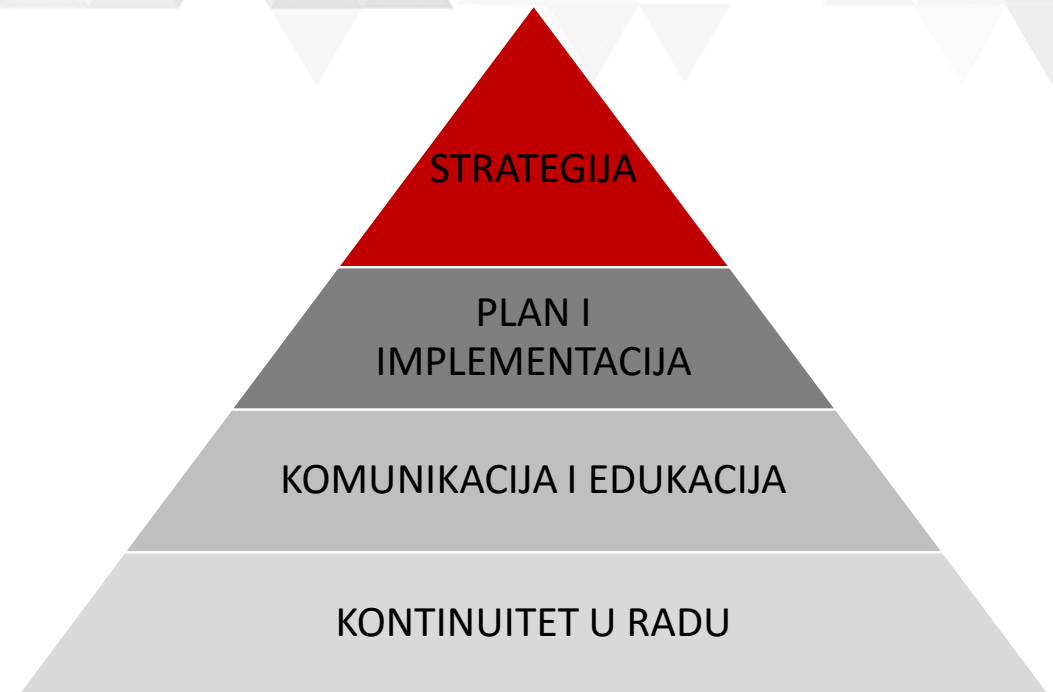 STRATEGIJA
PLAN I
IMPLEMENTACIJA
KOMUNIKACIJA I EDUKACIJA
KONTINUITET U RADU